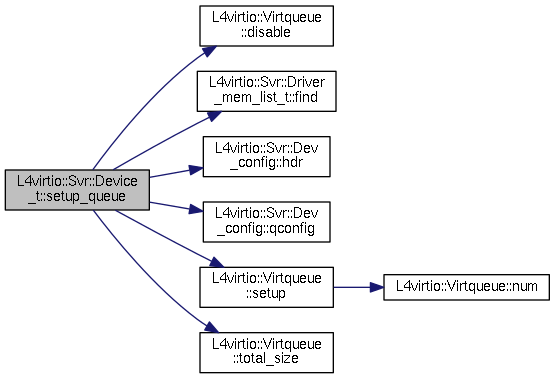 L4virtio::Virtqueue
::disable
L4virtio::Svr::Driver
_mem_list_t::find
L4virtio::Svr::Dev
_config::hdr
L4virtio::Svr::Device
_t::setup_queue
L4virtio::Svr::Dev
_config::qconfig
L4virtio::Virtqueue
::setup
L4virtio::Virtqueue::num
L4virtio::Virtqueue
::total_size